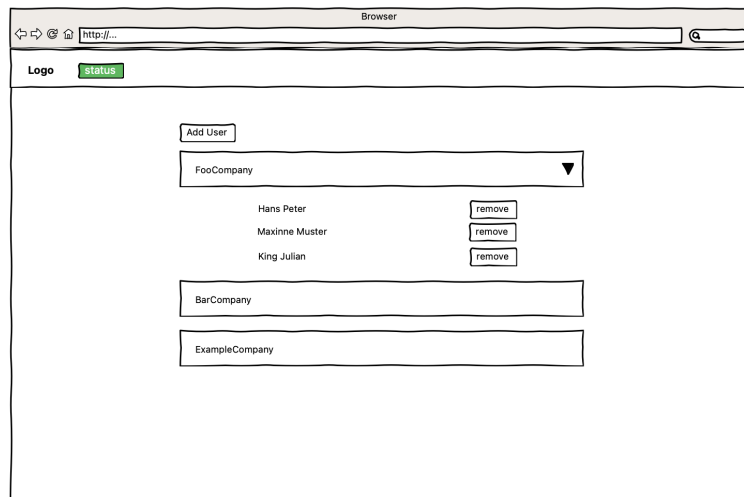 Browser
http://...
Logo status
Add User
FooCompany
Hans Peter remove
Maxinne Muster remove
King Julian remove
BarCompany
ExampleCompany